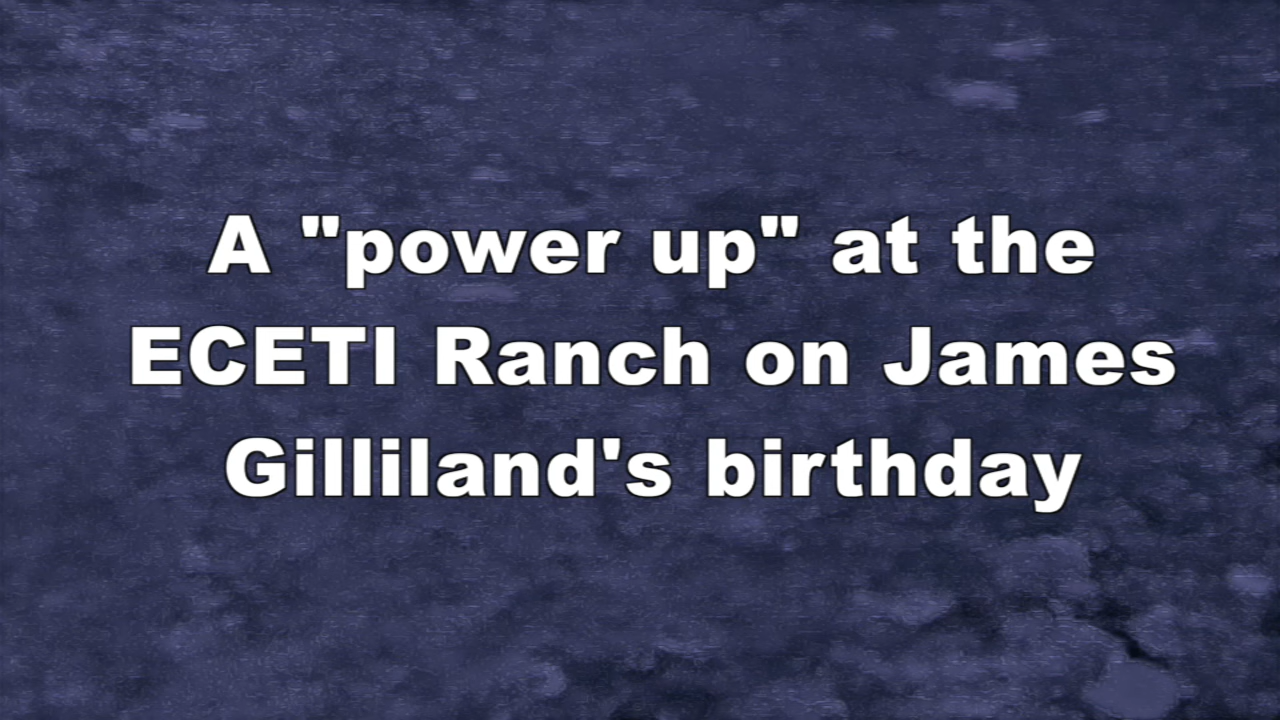 A "power up" at the
ECETI Ranch on James
Gilliland's birthday